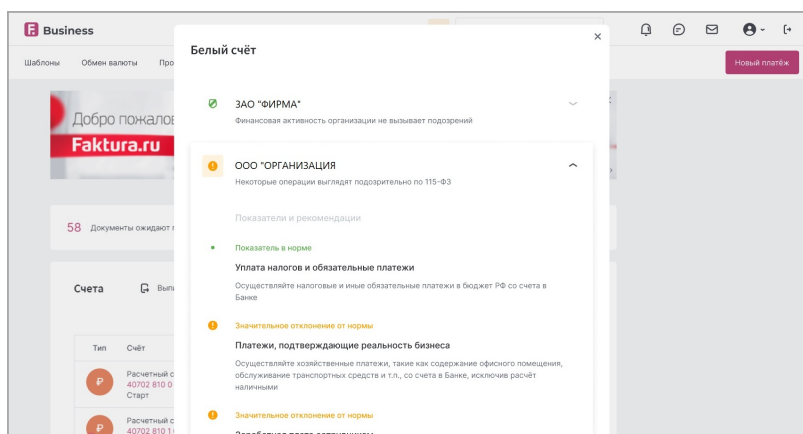 Business
Белый счёт
Шаблоны
Обмен валюты
Новый платёж
ЗАО "ФИРМА"
Финансовая активность организации не вызывает подозрений
Добро
Faktura.ru
ООО "ОРГАНИЗАЦИЯ
Некоторые операции выглядят подозрительно по 115-ФЗ
Показатели и рекомендации
58 Документы ожидают
Показатель в норме
Уплата налогов и обязательные платежи
Осуществляйте налоговые и иные обязательные платежи в бюджет РФ со счета в
Банке
Счета
Значительное отклонение от нормы
Платежи, подтверждающие реальность бизнеса
Осуществляйте хозяйственные платежи, такие как содержание офисного помещения,
обслуживание транспортных средств и т.п., со счета в Банке, исключив расчёт
наличными
Тип
Счёт
Расчетный с
40702 810 0
Старт
Значительное отклонение от нормы
Расчетный с
40702 810 1
Заработная плата сотрудникам